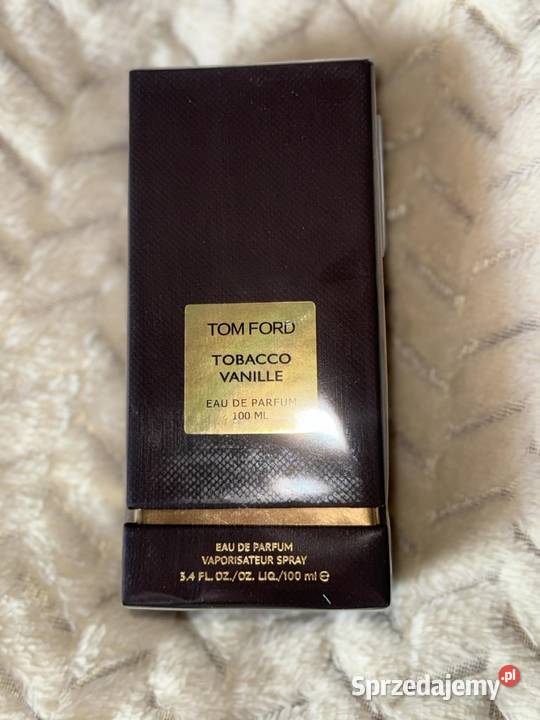 TOM FORD
TOBACCO
VANILLE
EAU DE PARFUM
100 ML
EAU DE PARFUM
VAPORISATEUR SPRAY
3.4 FL. OZ./OZ. LIQ./100 ml ℮
Sprzedajemy.pl